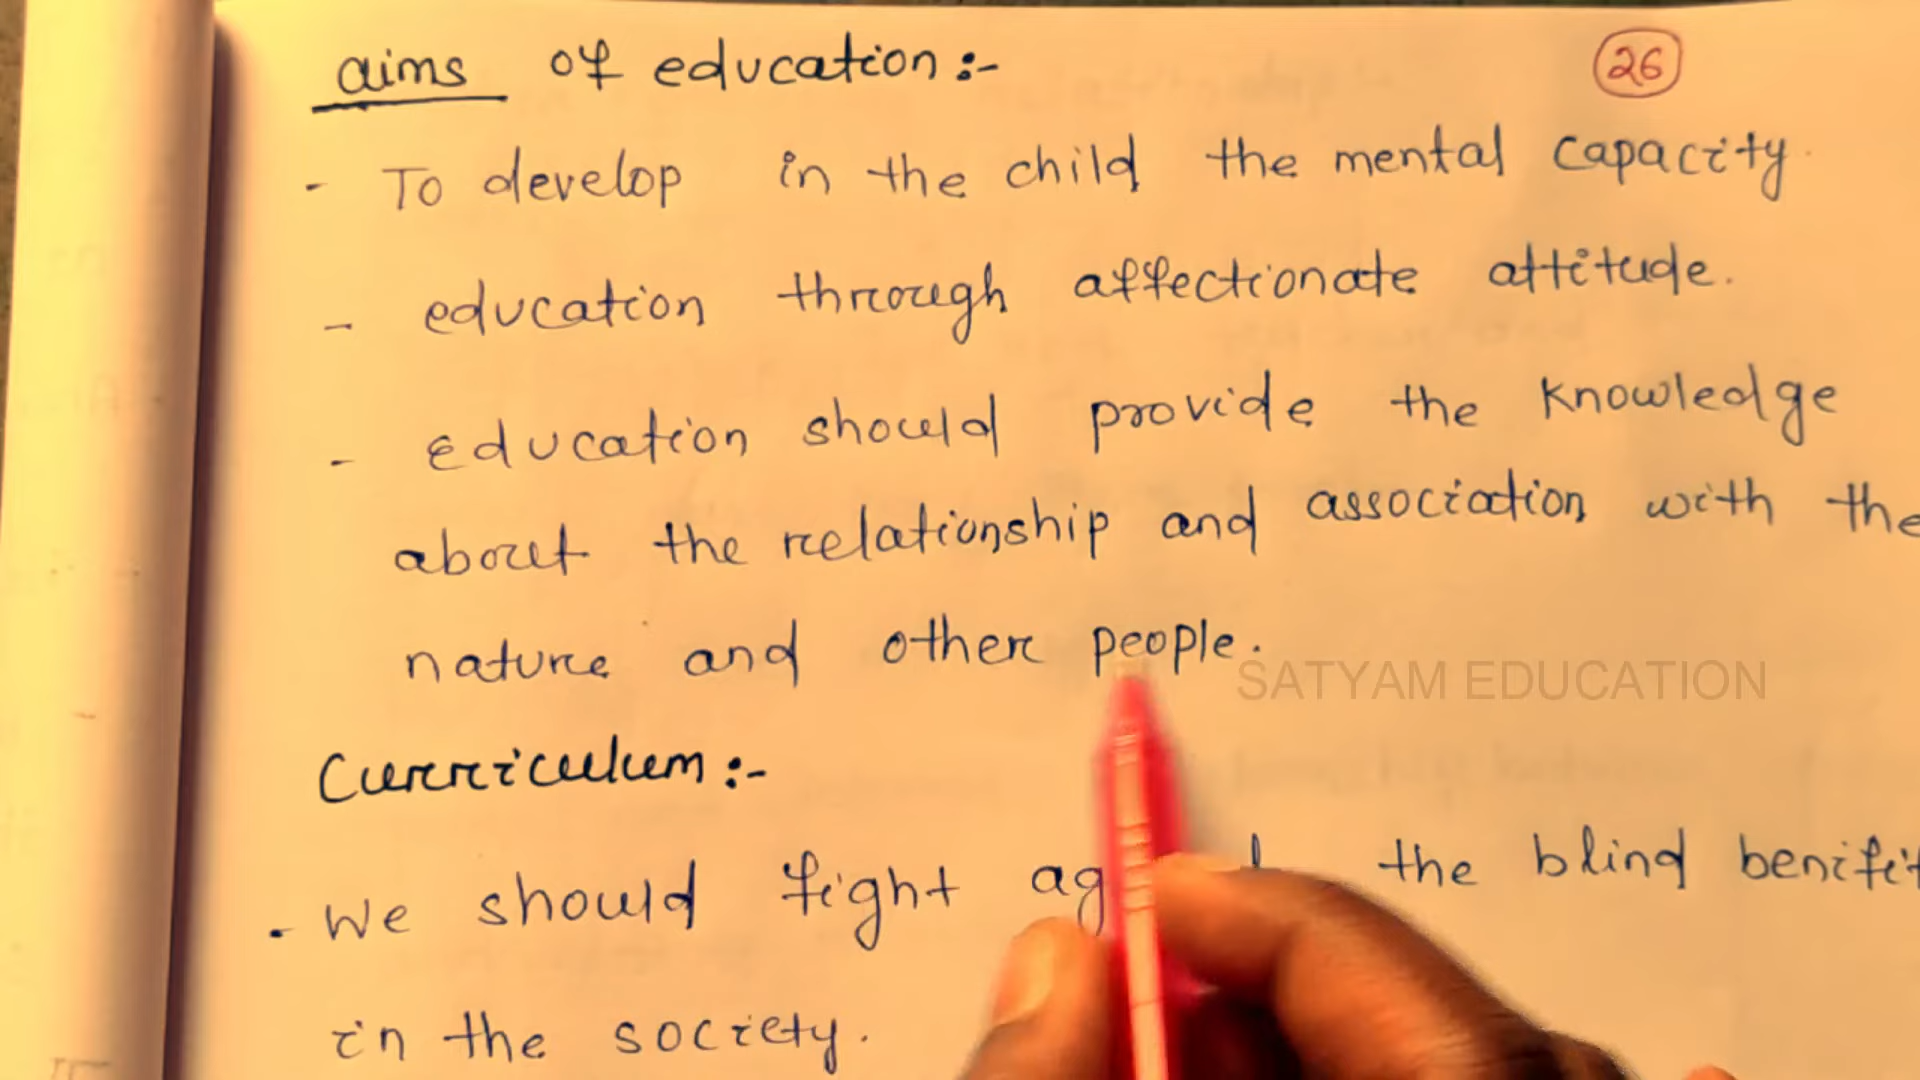 aims of education:-
26
- To develop in the child the mental capacity.
- education through affectionate attitude.
- education should provide the knowledge
about the relationship and association with the
nature and other people.
SATYAM EDUCATION
Curriculum:-
- We should fight the blind benifit
in the society.